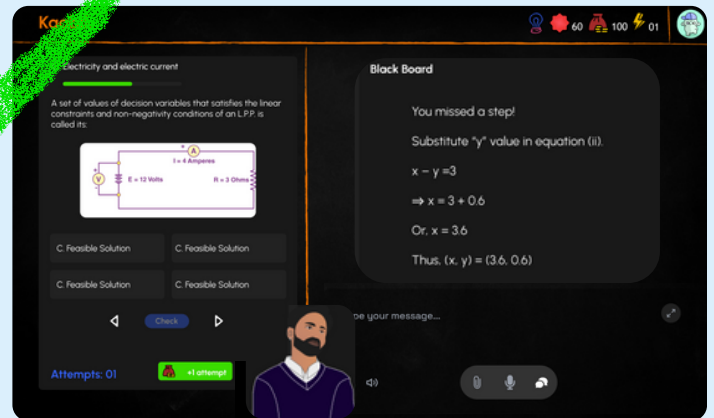 60
100
01
Electricity and electric current
A set of values of decision variables that satisfies the linear
constraints and non-negativity conditions of an L.P.P. is
called its:
A
I = 4 Amperes
V
E = 12 Volts
R = 3 Ohms
C. Feasible Solution
C. Feasible Solution
C. Feasible Solution
C. Feasible Solution
Check
Attempts: 01
+1 attempt
Black Board
You missed a step!
Substitute "y" value in equation (ii).
x − y =3
⇒ x = 3 + 0.6
Or, x = 3.6
Thus, (x, y) = (3.6, 0.6)
your message...